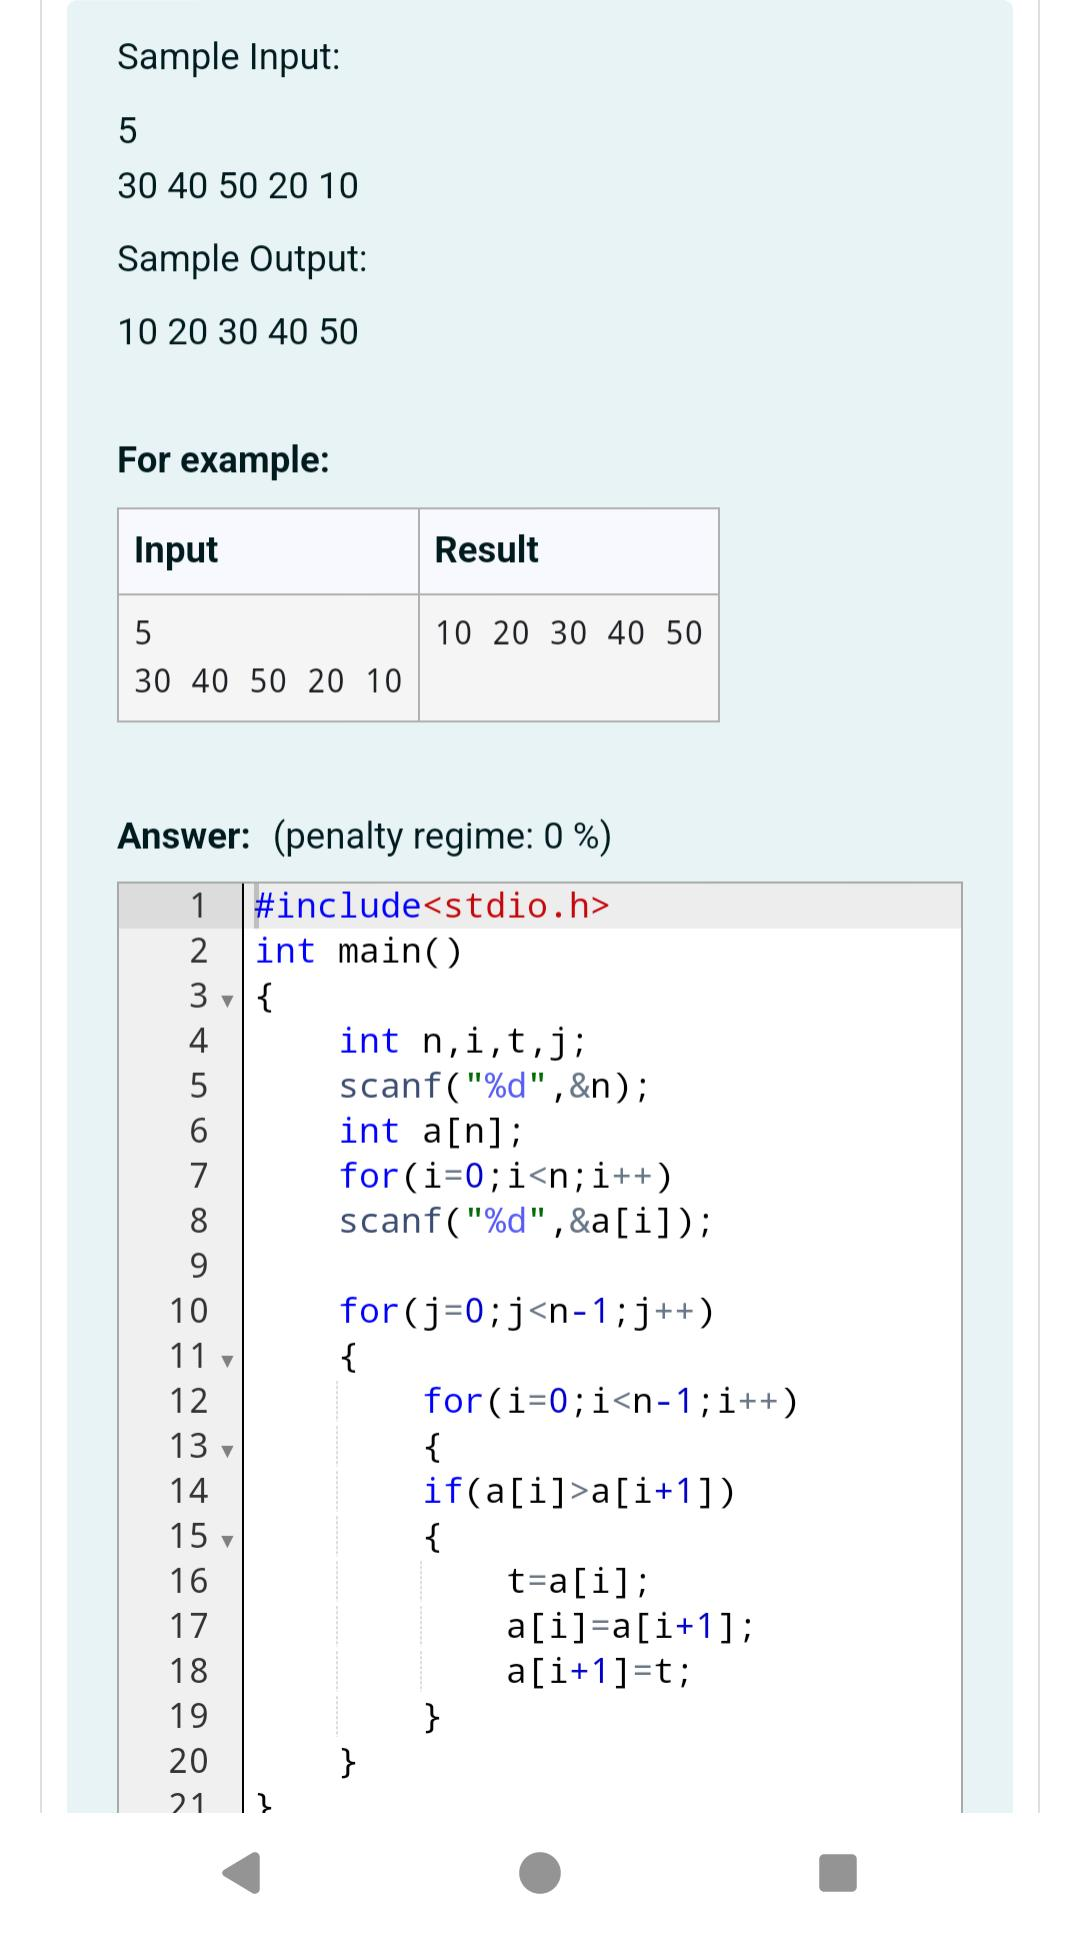 Sample Input:
5
30 40 50 20 10
Sample Output:
10 20 30 40 50
For example:
Input Result
5 10 20 30 40 50
30 40 50 20 10
Answer: (penalty regime: 0 %)
1 #include<stdio.h>
2 int main()
3 {
4 int n,i,t,j;
5 scanf("%d",&n);
6 int a[n];
7 for(i=0;i<n;i++)
8 scanf("%d",&a[i]);
9
10 for(j=0;j<n-1;j++)
11 {
12 for(i=0;i<n-1;i++)
13 {
14 if(a[i]>a[i+1])
15 {
16 t=a[i];
17 a[i]=a[i+1];
18 a[i+1]=t;
19 }
20 }
21 }